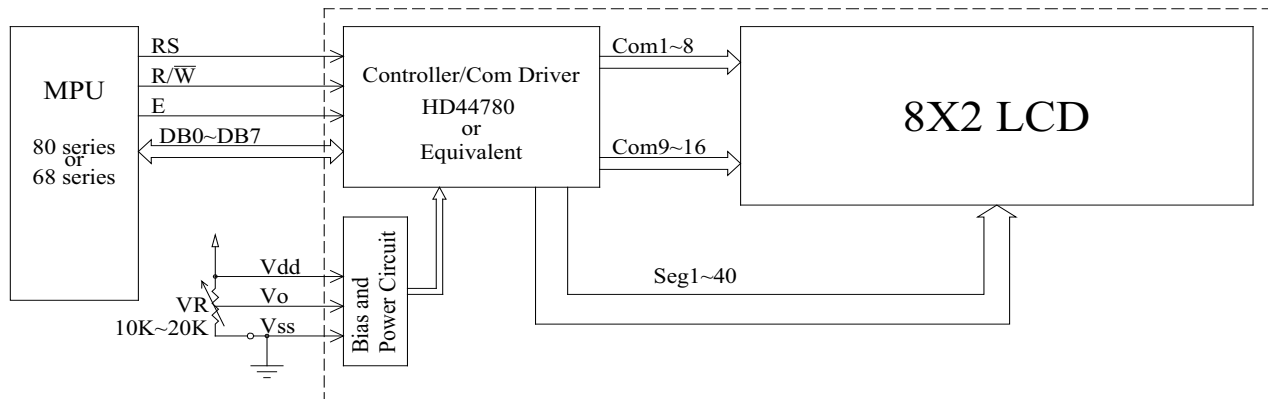 MPU
80 series
or
68 series
RS
R/W̅
E
DB0~DB7
Controller/Com Driver
HD44780
or
Equivalent
Com1~8
Com9~16
8X2 LCD
Seg1~40
Vdd
Vo
Vss
VR
10K~20K
Bias and
Power Circuit